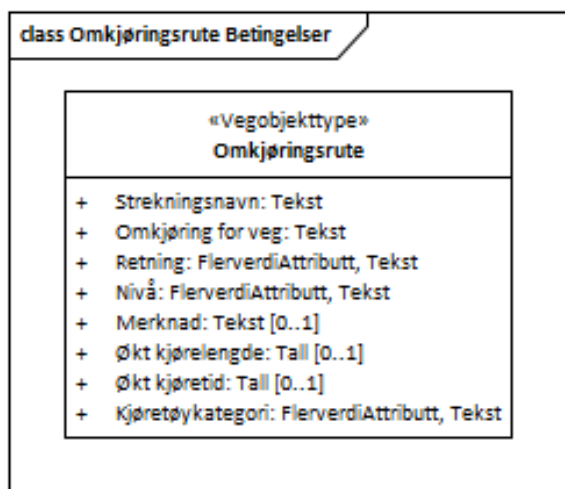 class Omkjøringsrute Betingelser
«Vegobjekttype»
Omkjøringsrute
+ Strekningsnavn: Tekst
+ Omkjøring for veg: Tekst
+ Retning: FlerverdiAttributt, Tekst
+ Nivå: FlerverdiAttributt, Tekst
+ Merknad: Tekst [0..1]
+ Økt kjørelengde: Tall [0..1]
+ Økt kjøretid: Tall [0..1]
+ Kjøretøykategori: FlerverdiAttributt, Tekst